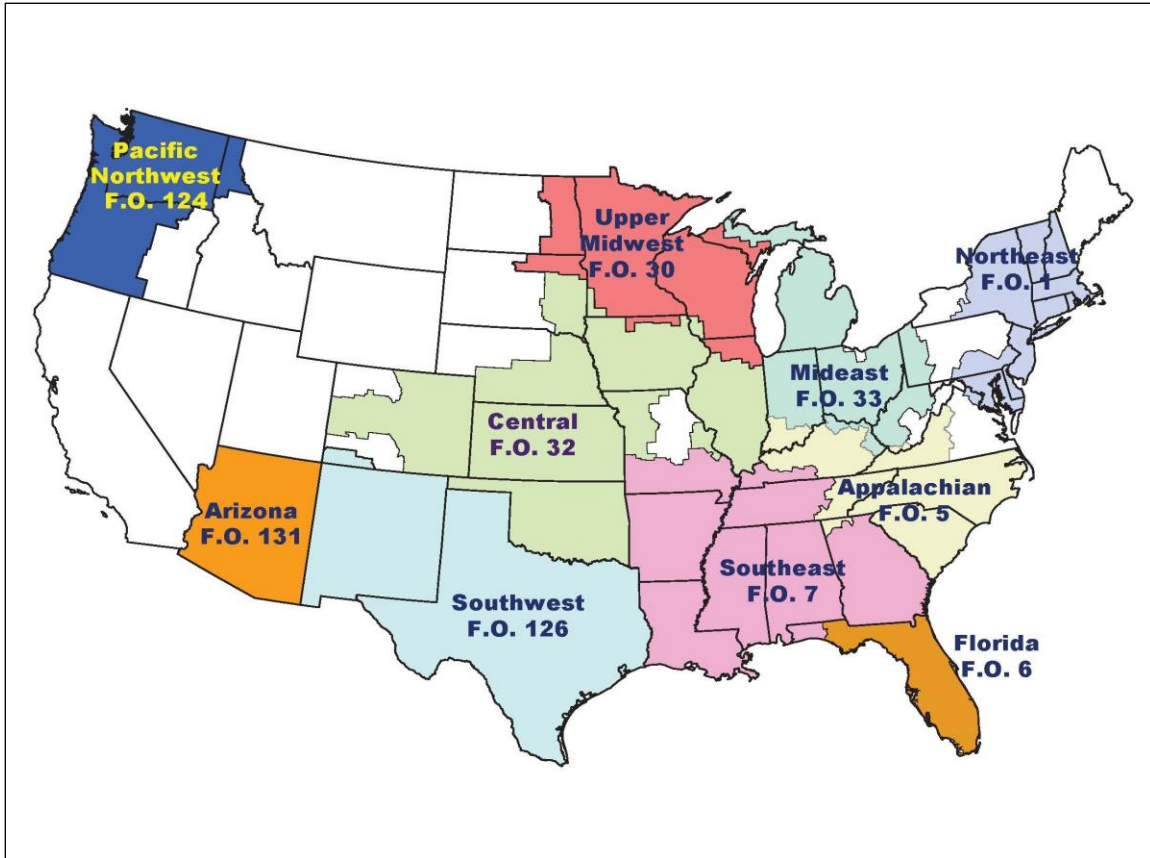 Pacific
Northwest
F.O. 124
Upper
Midwest
F.O. 30
Northeast
F.O. 1
Mideast
F.O. 33
Central
F.O. 32
Appalachian
F.O. 5
Arizona
F.O. 131
Southeast
F.O. 7
Southwest
F.O. 126
Florida
F.O. 6